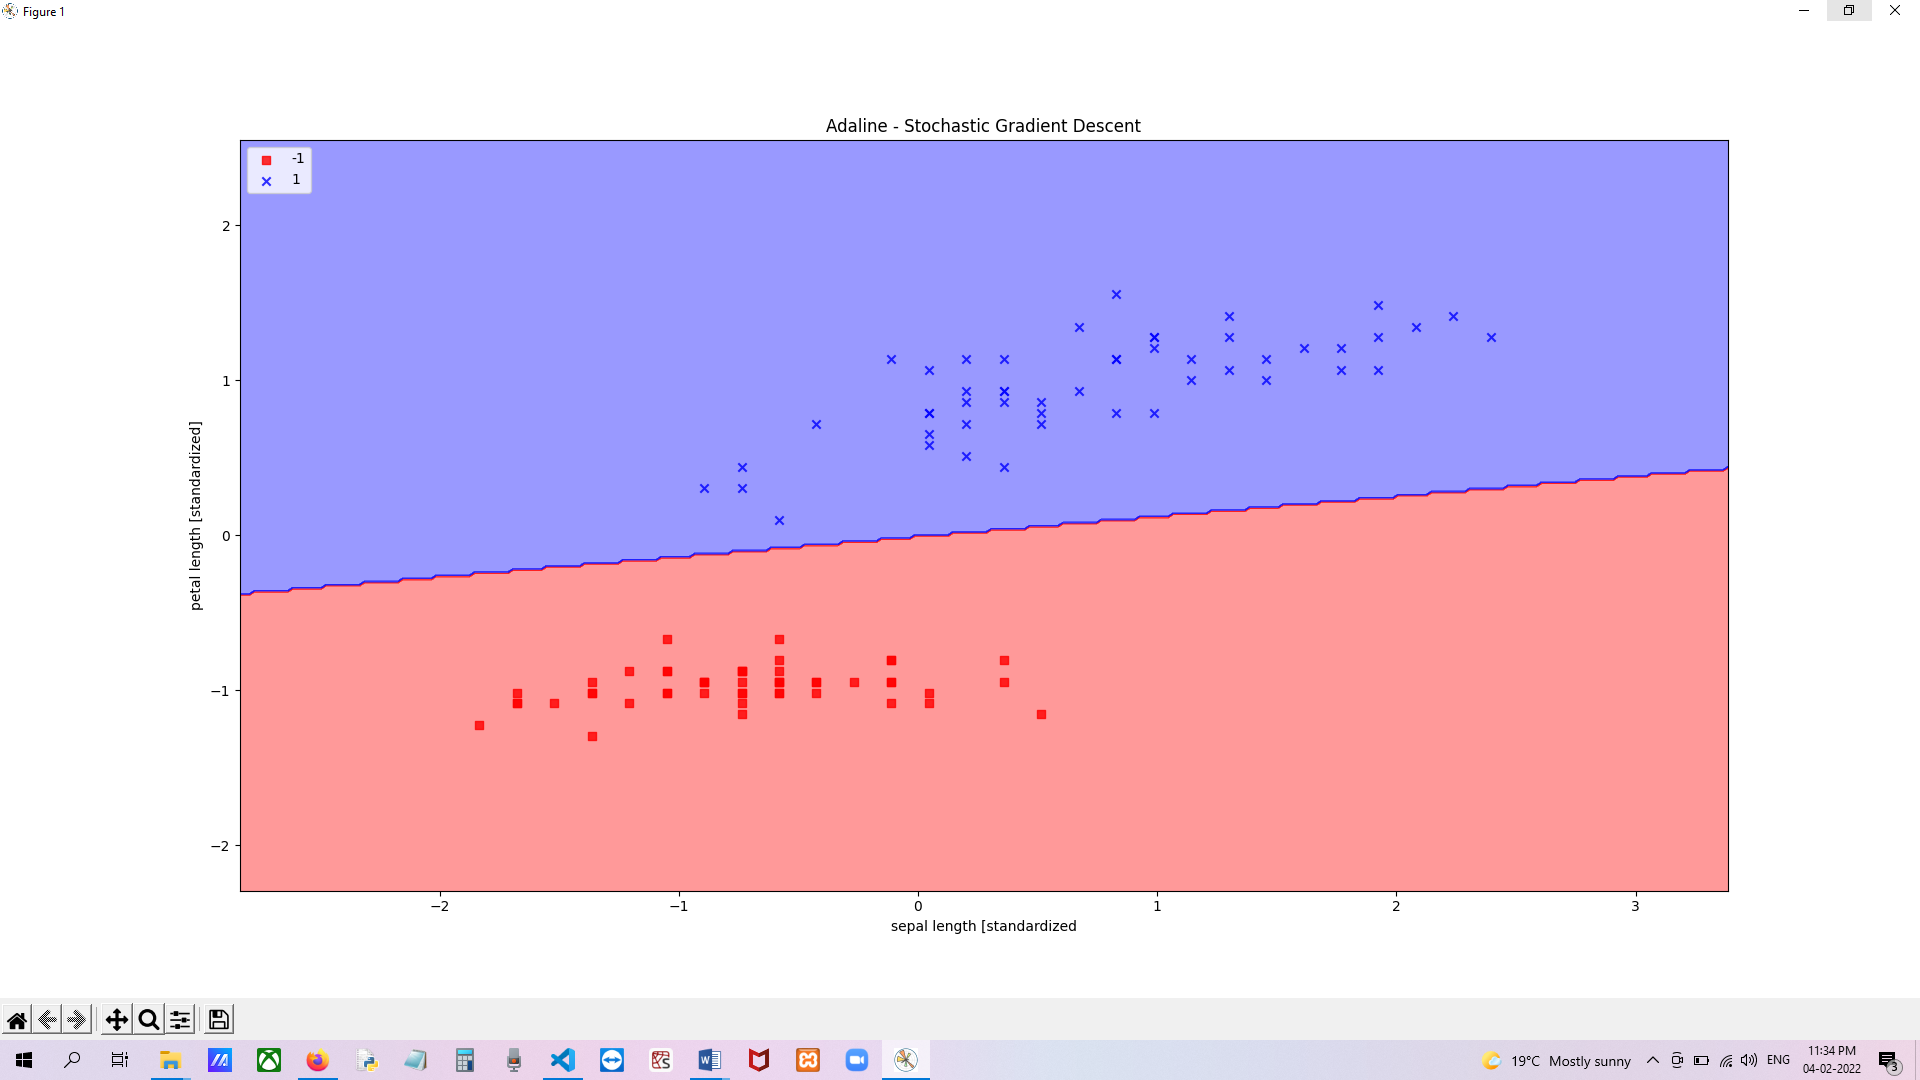 Figure 1
Adaline - Stochastic Gradient Descent
-1
1
2
1
0
−1
−2
petal length [standardized]
−2
−1
0
1
2
3
sepal length [standardized
19°C Mostly sunny
ENG
11:34 PM
04-02-2022
3